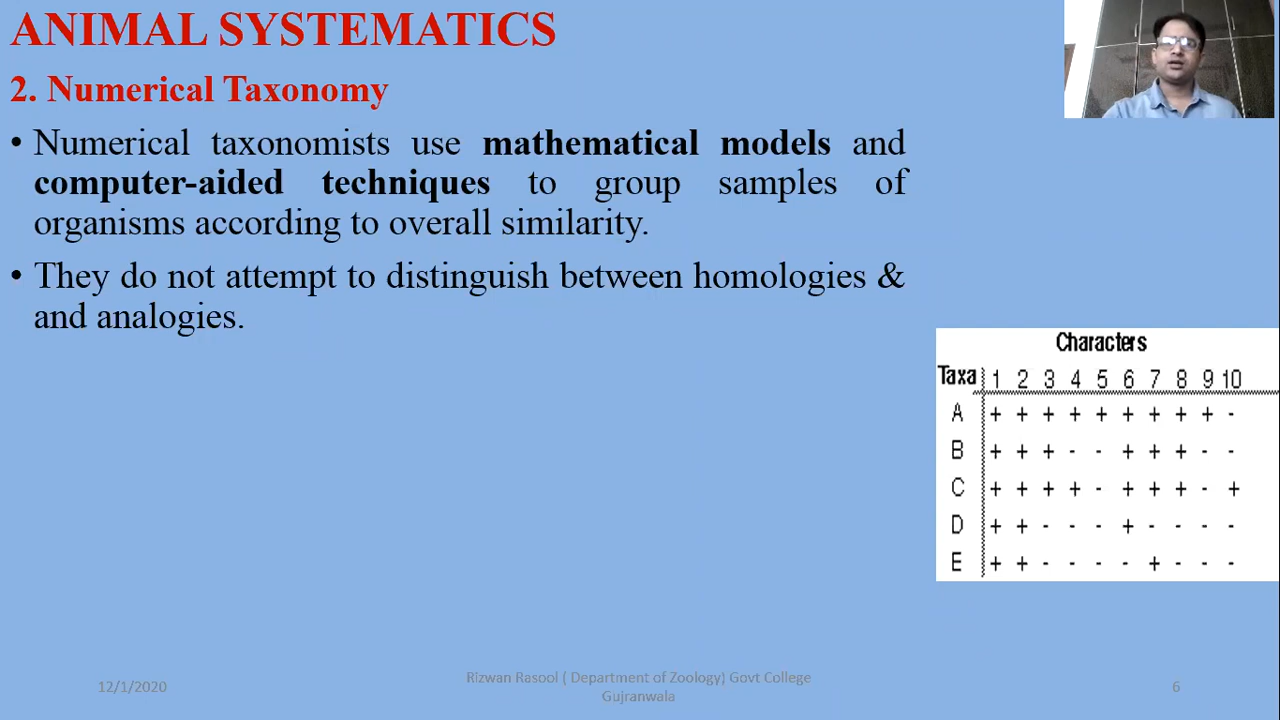 ANIMAL SYSTEMATICS
2. Numerical Taxonomy
• Numerical taxonomists use mathematical models and
computer-aided techniques to group samples of
organisms according to overall similarity.
• They do not attempt to distinguish between homologies &
and analogies.
Characters
Taxa 1 2 3 4 5 6 7 8 9 10
A + + + + + + + + + -
B + + + - - + + + - -
C + + + + - + + + - +
D + + - - - + - - - -
E + + - - - - + - - -
12/1/2020
Rizwan Rasool ( Department of Zoology) Govt College
Gujranwala
6